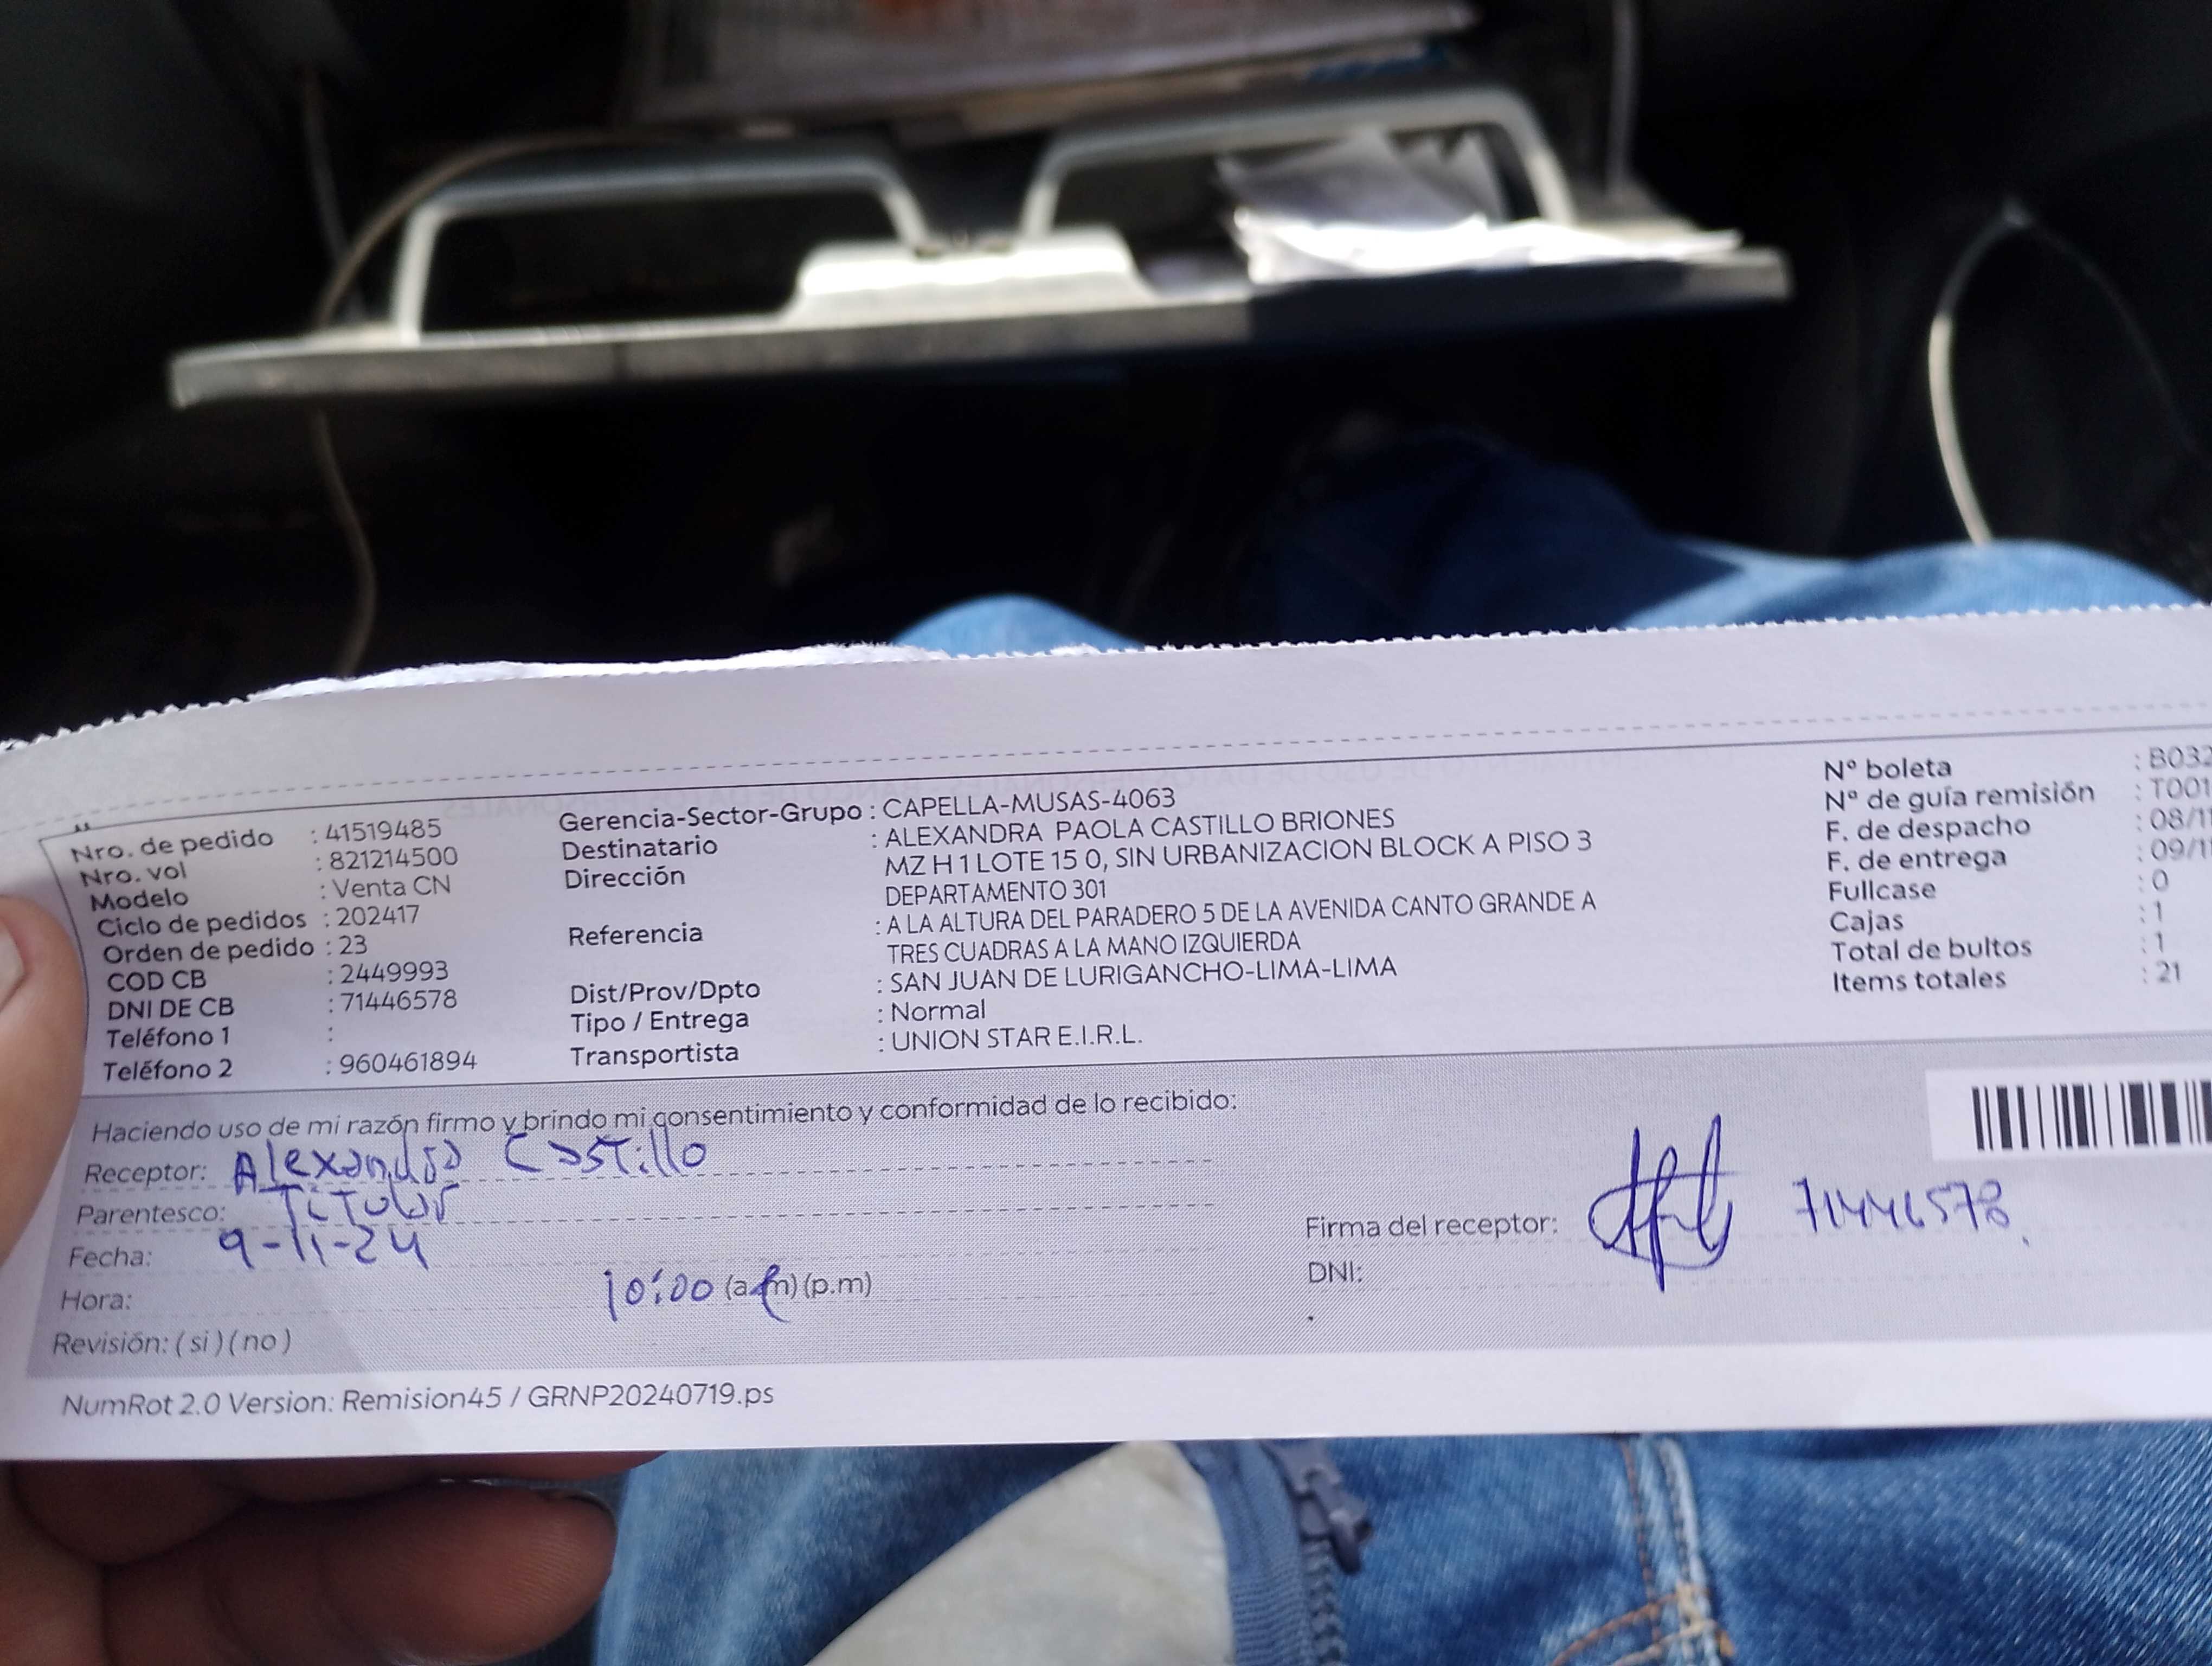 Nro. de pedido : 41519485
Nro. vol : 821214500
Modelo : Venta CN
Ciclo de pedidos : 202417
Orden de pedido : 23
COD CB : 2449993
DNI DE CB : 71446578
Teléfono 1 :
Teléfono 2 : 960461894
Gerencia-Sector-Grupo : CAPELLA-MUSAS-4063
Destinatario : ALEXANDRA PAOLA CASTILLO BRIONES
Dirección MZ H 1 LOTE 15 0, SIN URBANIZACION BLOCK A PISO 3
DEPARTAMENTO 301
Referencia : A LA ALTURA DEL PARADERO 5 DE LA AVENIDA CANTO GRANDE A
TRES CUADRAS A LA MANO IZQUIERDA
Dist/Prov/Dpto : SAN JUAN DE LURIGANCHO-LIMA-LIMA
Tipo / Entrega : Normal
Transportista : UNION STAR E.I.R.L.
Nº boleta : B032
Nº de guía remisión : T001
F. de despacho : 08/11
F. de entrega : 09/11
Fullcase : 0
Cajas : 1
Total de bultos : 1
Items totales : 21
Haciendo uso de mi razón firmo y brindo mi consentimiento y conformidad de lo recibido:
Receptor: Alexandra Castillo
Parentesco: Titular
Fecha: 9-11-24
Hora: 10:00 (a.m) (p.m)
Revisión: ( si ) ( no )
Firma del receptor: 71446578
DNI:
NumRot 2.0 Version: Remision45 / GRNP20240719.ps